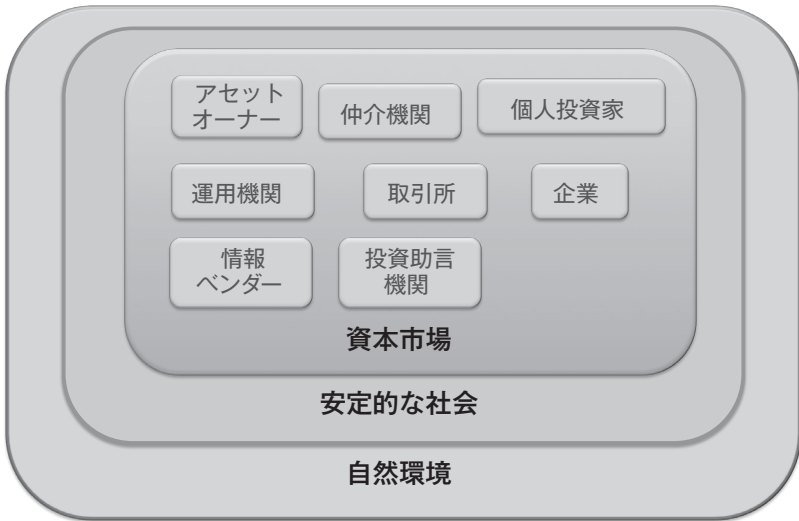 アセット
オーナー
仲介機関
個人投資家
運用機関
取引所
企業
情報
ベンダー
投資助言
機関
資本市場
安定的な社会
自然環境